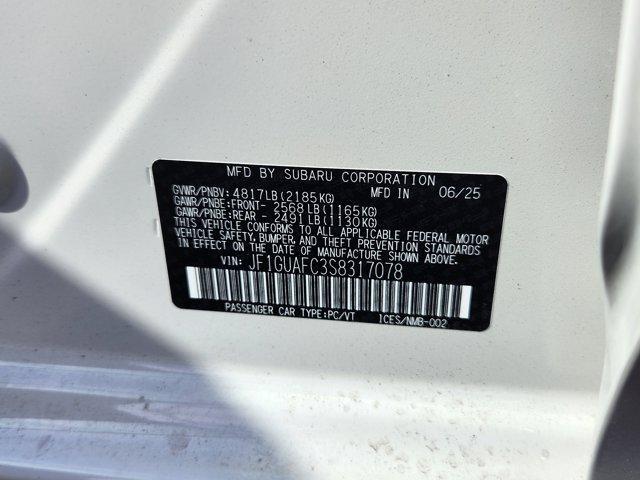 MFD BY SUBARU CORPORATION
GVWR/PNBV: 4817LB(2185KG) MFD IN 06/25
GAWR/PNBE:FRONT- 2568LB(1165KG)
GAWR/PNBE:REAR - 2491LB(1130KG)
THIS VEHICLE CONFORMS TO ALL APPLICABLE FEDERAL MOTOR
VEHICLE SAFETY, BUMPER, AND THEFT PREVENTION STANDARDS
IN EFFECT ON THE DATE OF MANUFACTURE SHOWN ABOVE.
VIN: JF1GUAFC3S8317078
PASSENGER CAR TYPE:PC/VT ICES/NMB-002